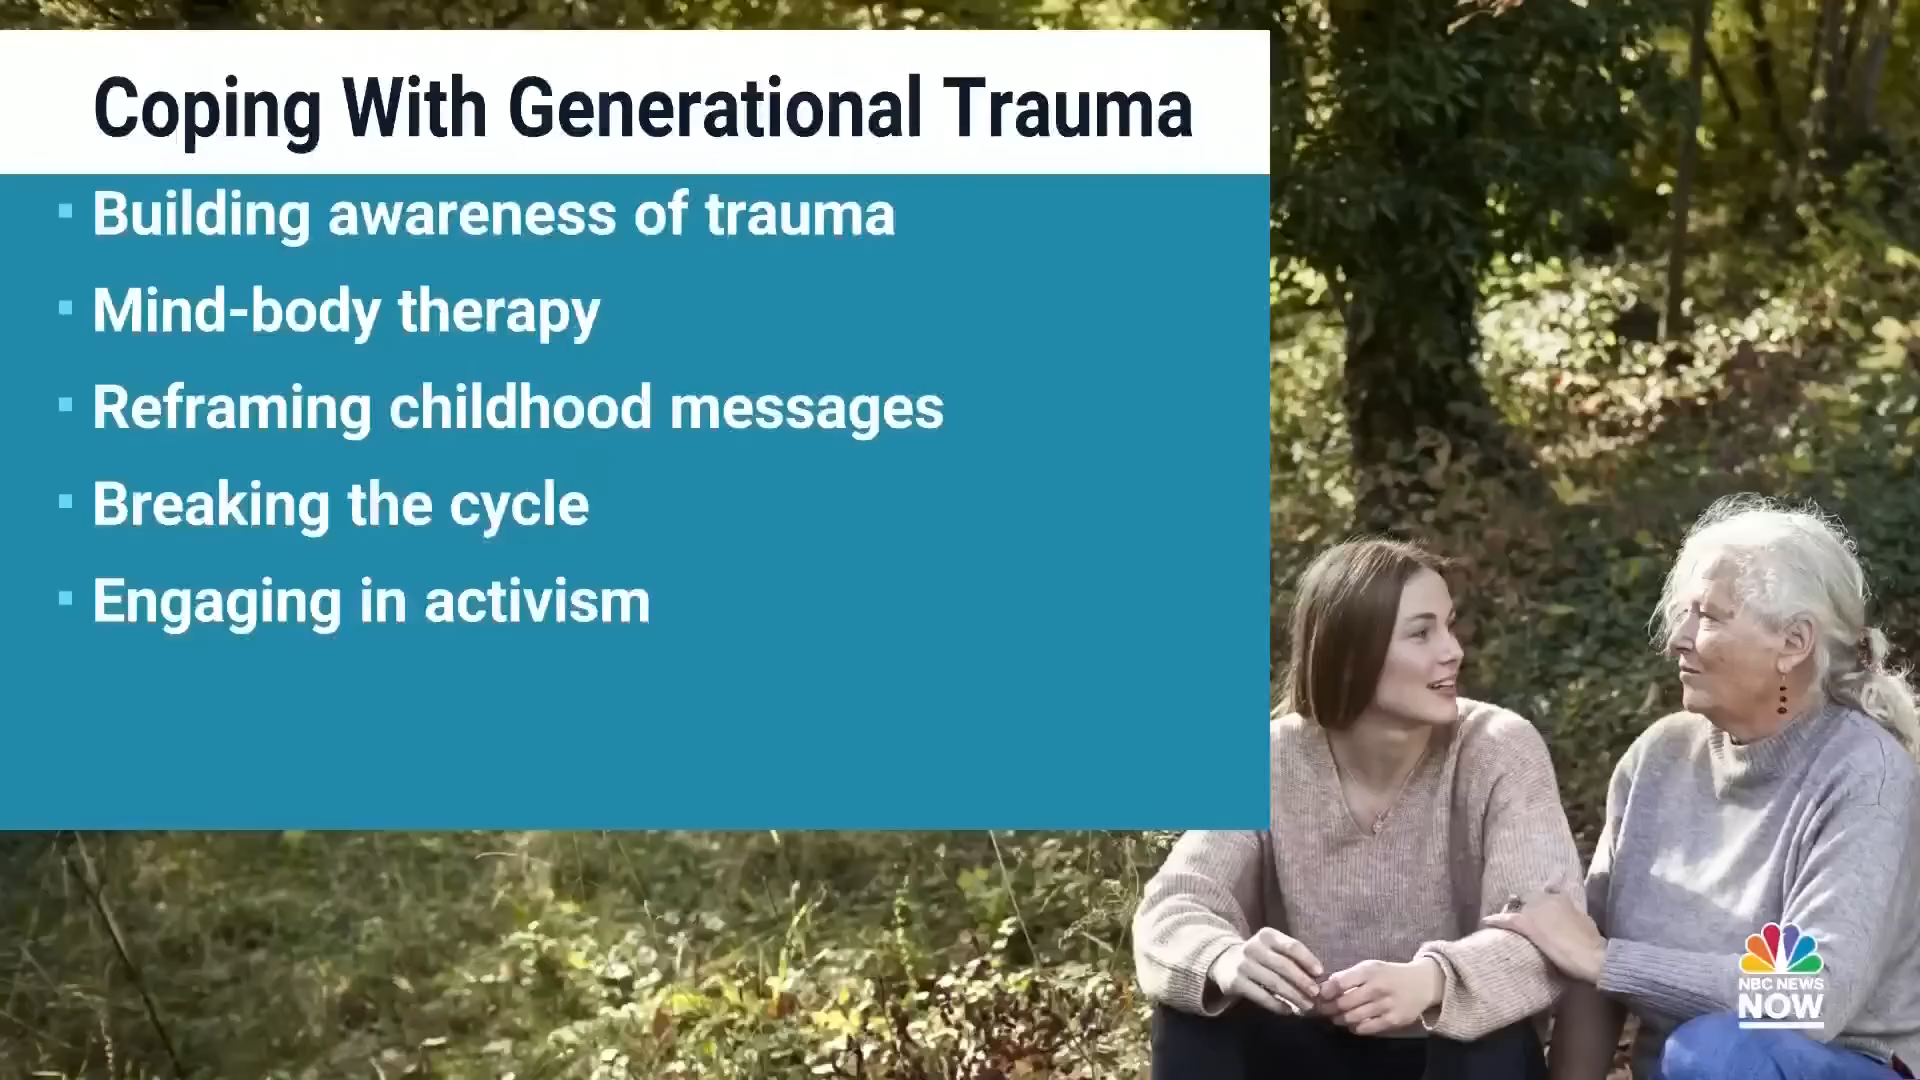 Coping With Generational Trauma
Building awareness of trauma
Mind-body therapy
Reframing childhood messages
Breaking the cycle
Engaging in activism
NBC NEWS
NOW